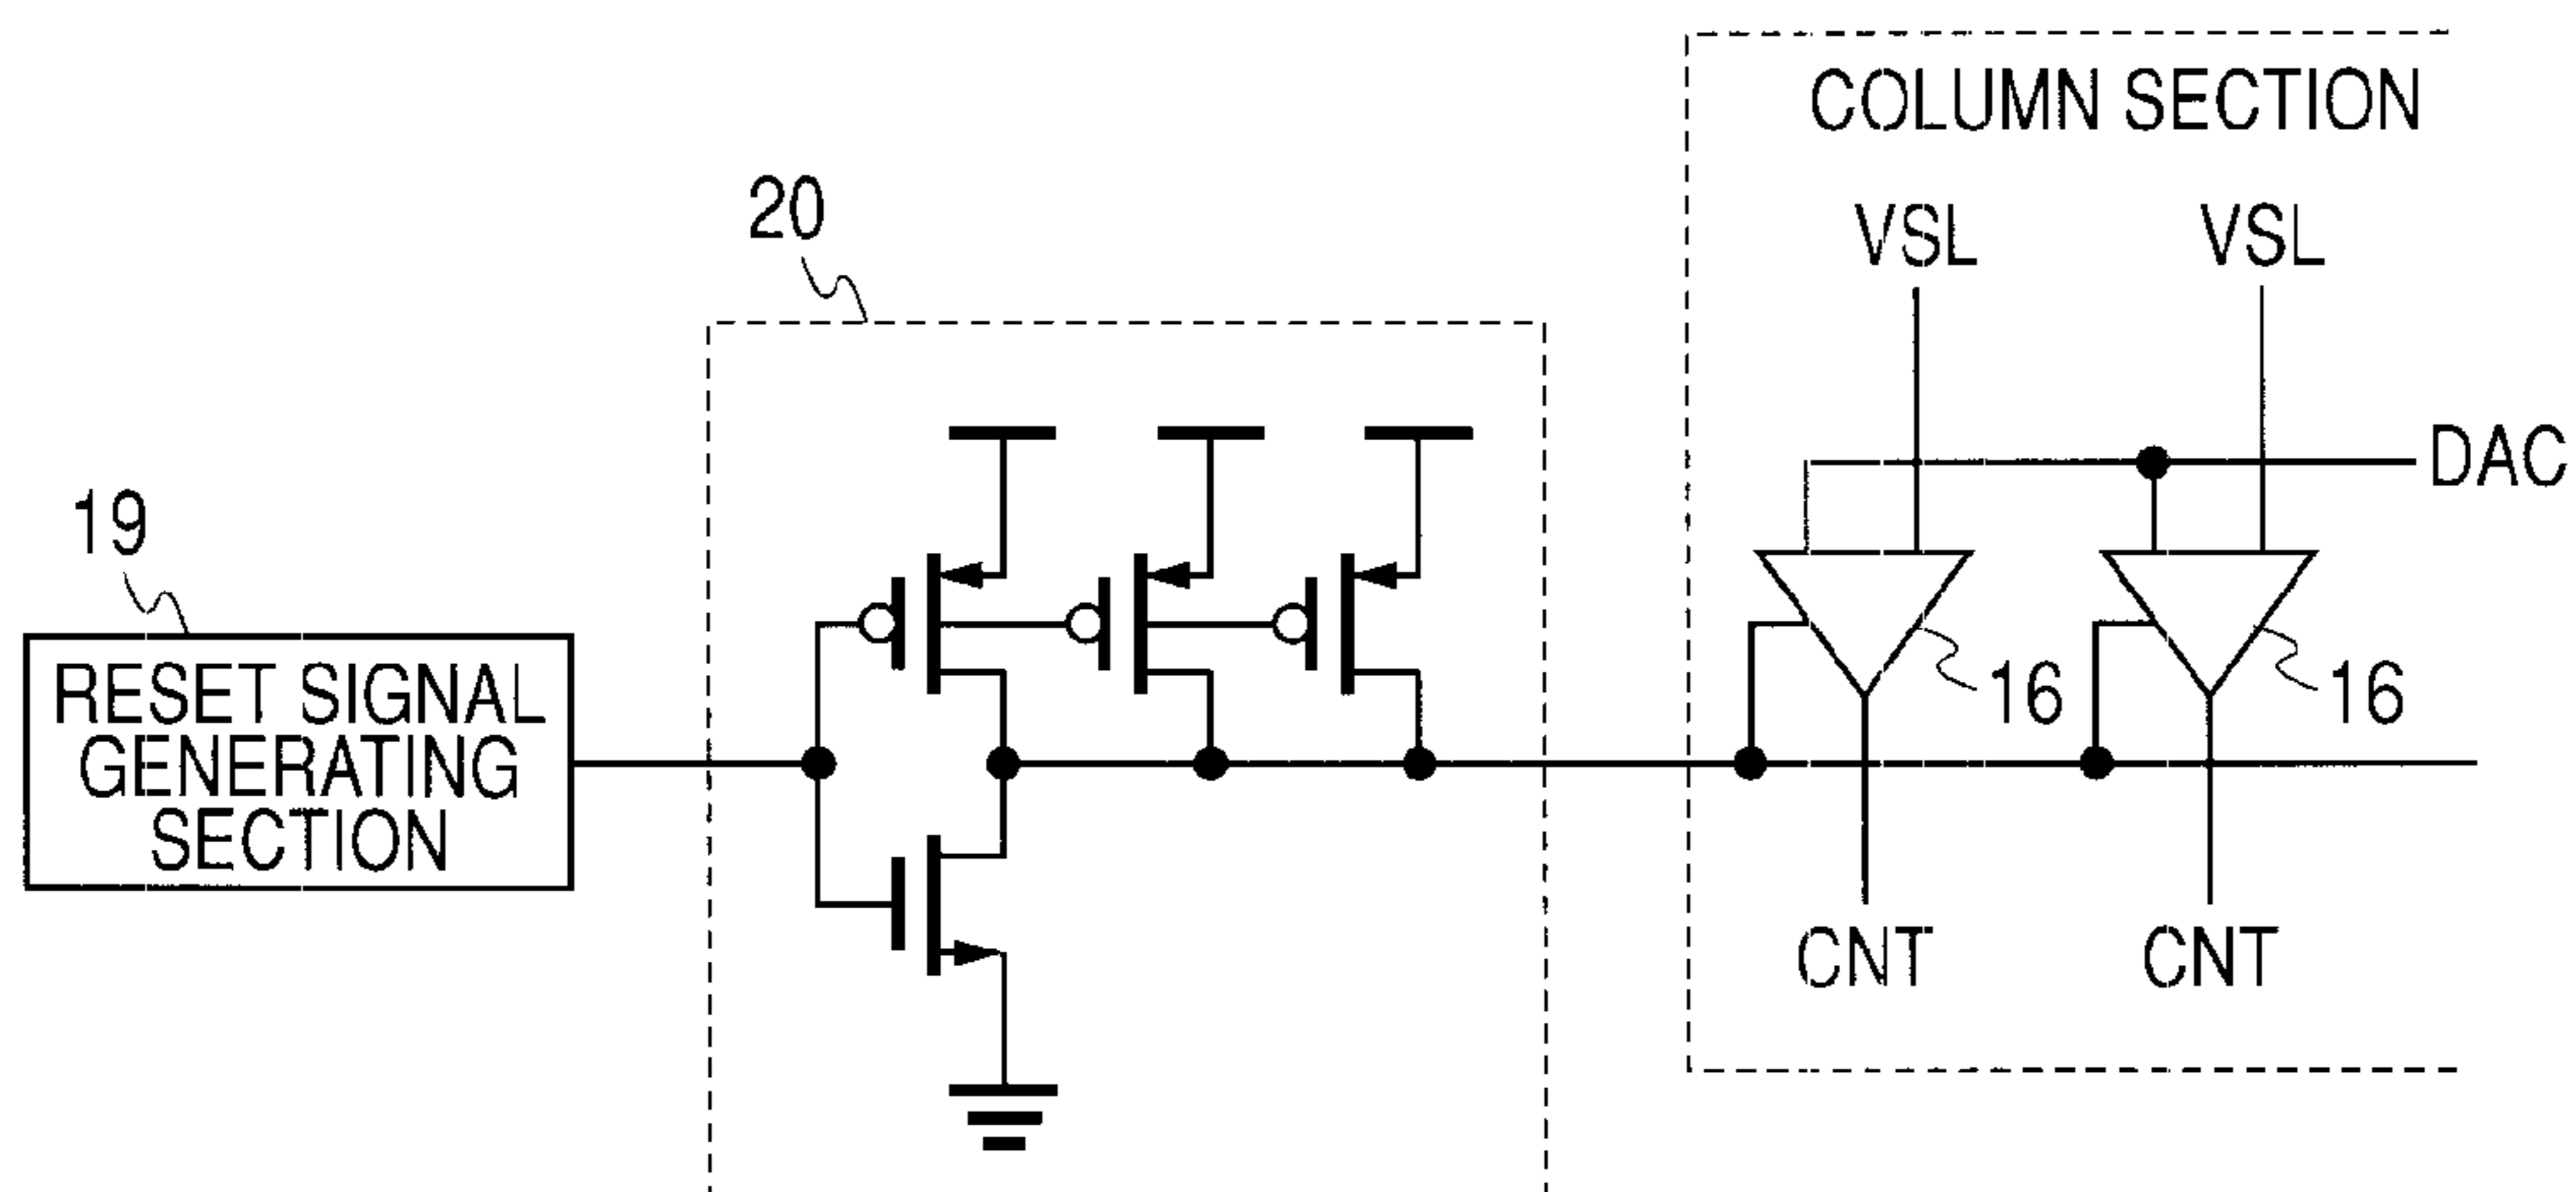 COLUMN SECTION
20
VSL VSL
DAC
19
RESET SIGNAL
GENERATING
SECTION
16 16
CNT CNT